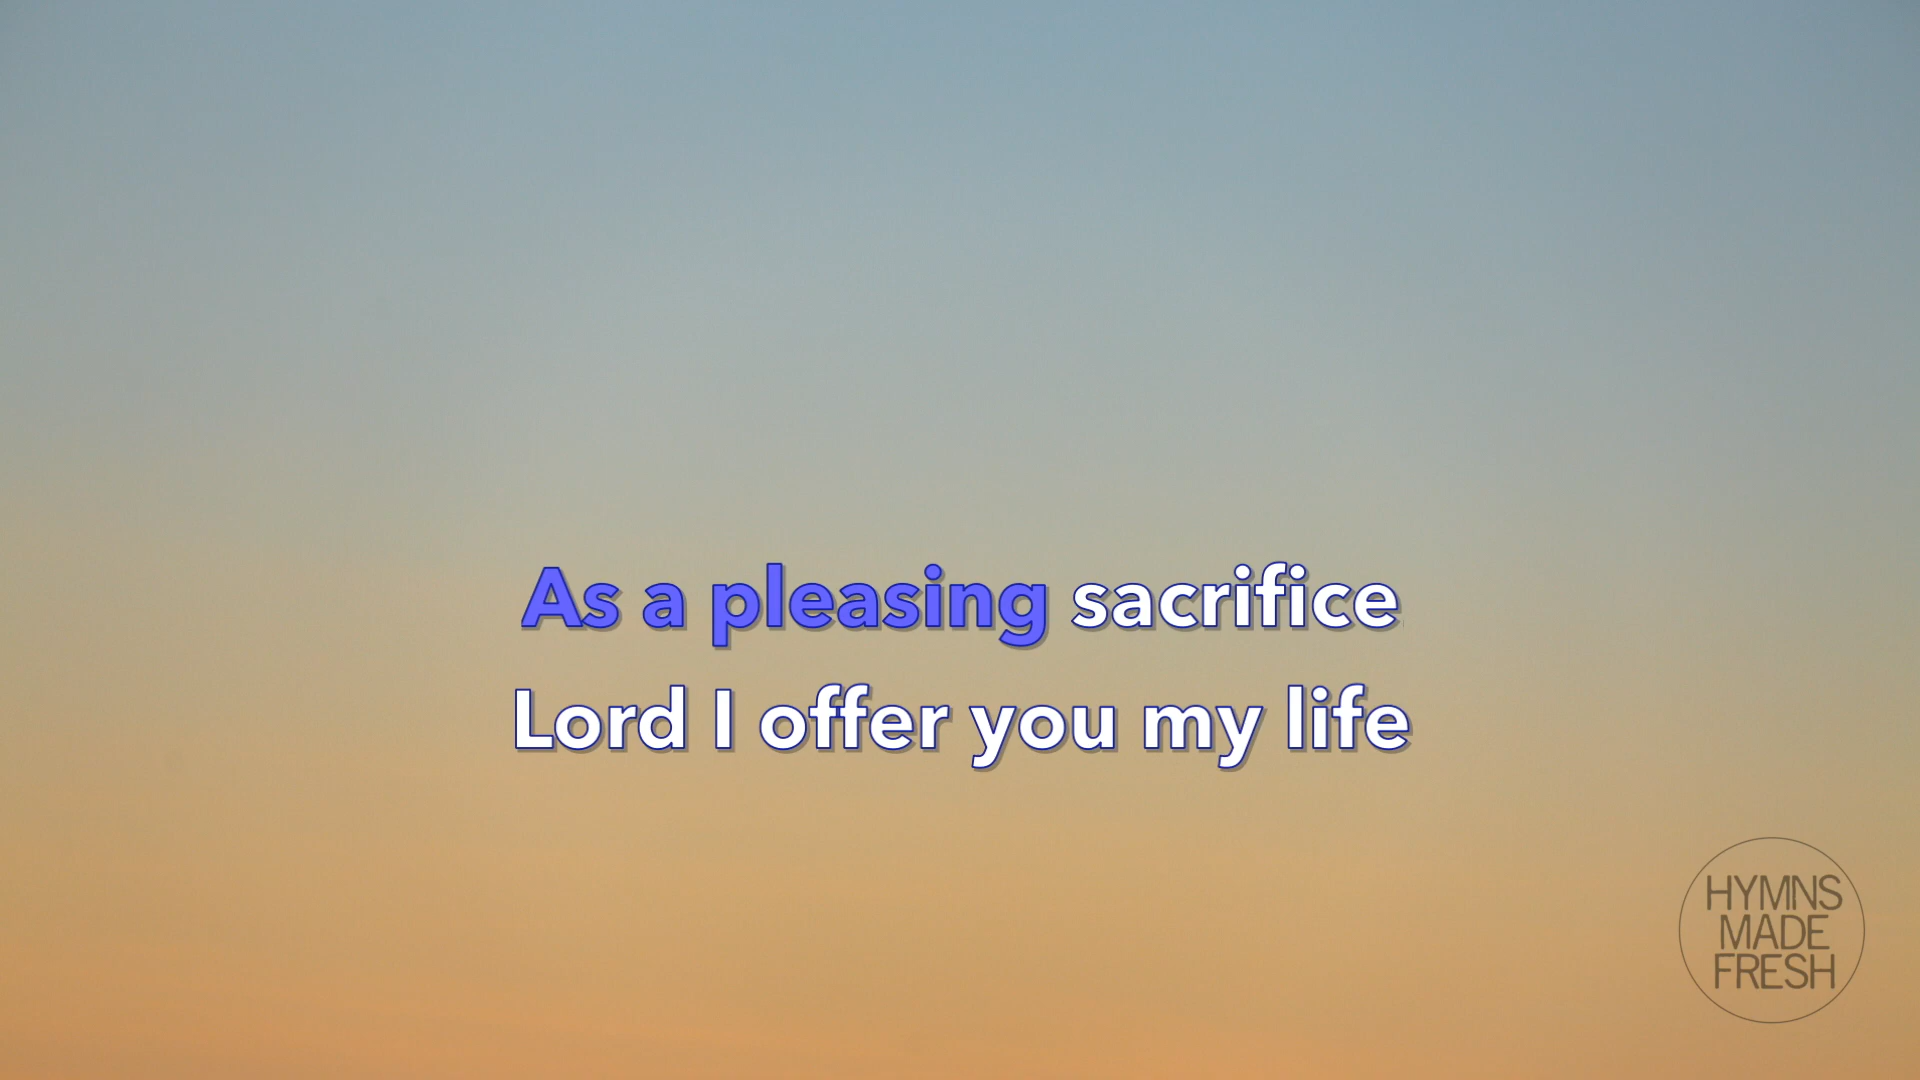 As a pleasing sacrifice
Lord I offer you my life
HYMNS
MADE
FRESH